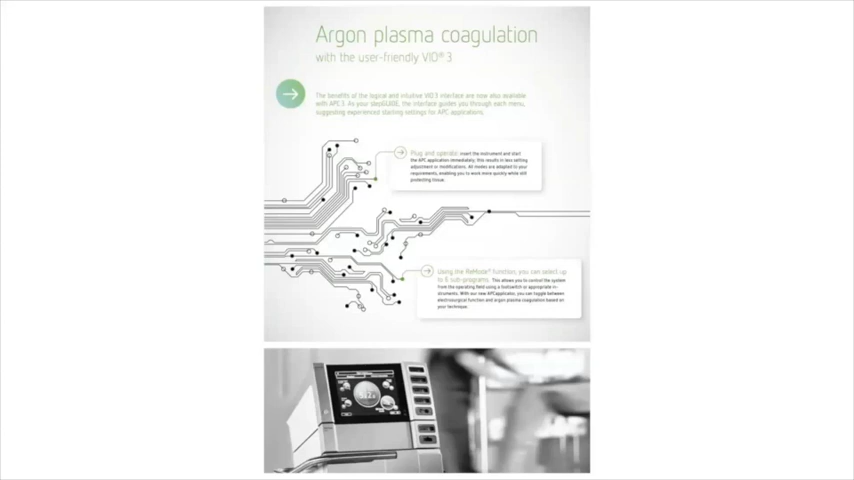 Argon plasma coagulation
with the user-friendly VIO® 3
The benefits of the logical and intuitive VIO 3 interface are now also available
with APC 3. As your stepGUIDE, the interface guides you through each menu,
suggesting experienced starting settings for APC applications.
Plug and operate: Insert the instrument and start
the APC application immediately, this results in less setting
adjustment or modifications. All modes are adapted to your
requirements, enabling you to work more quickly while still
protecting tissue.
Using the ReMode® function, you can select up
to 6 sub programs. This allows you to control the system
from the operating field using a footswitch or appropriate in-
struments. With our new APCapplicator, you can toggle between
electrosurgical function and argon plasma coagulation based on
your technique.